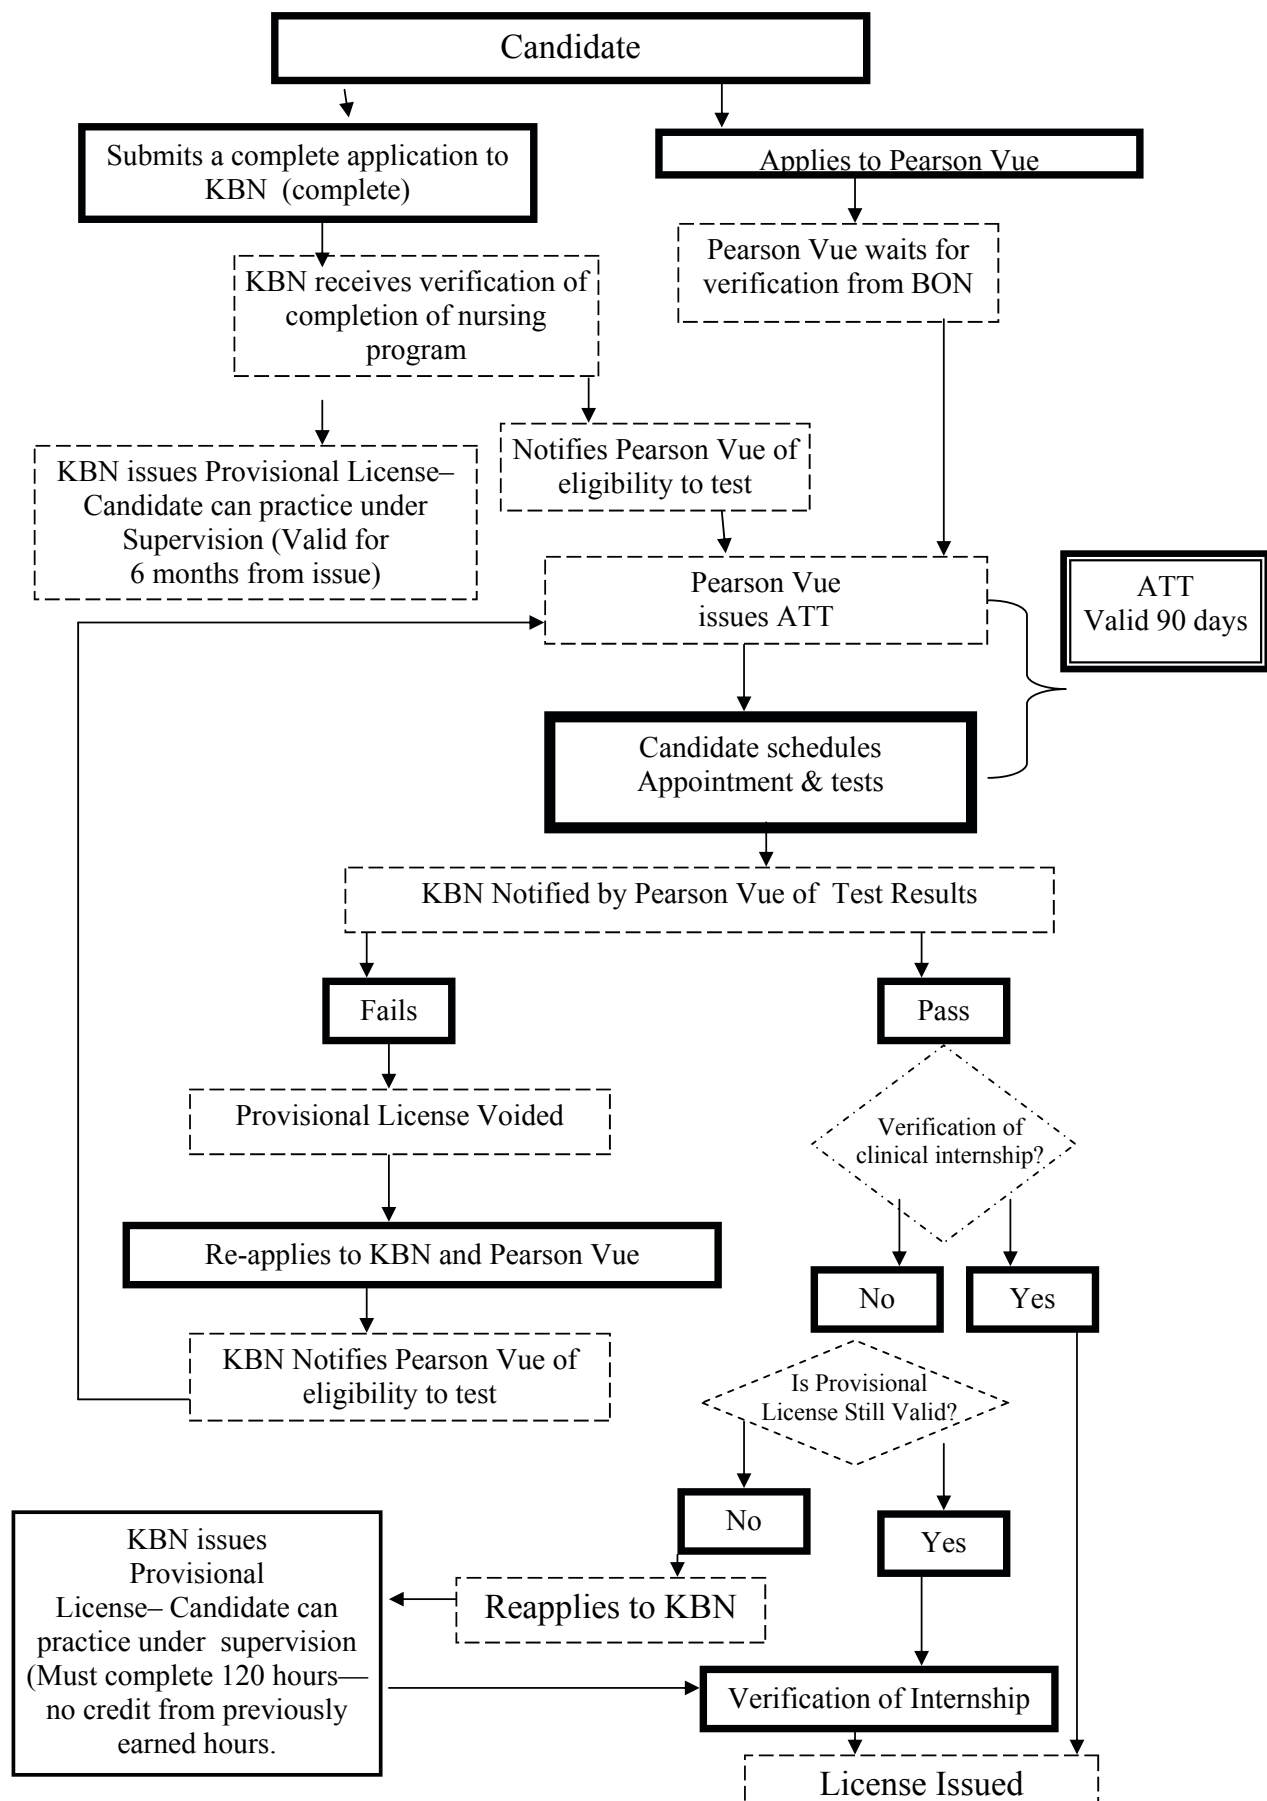 Candidate
Submits a complete application to
KBN  (complete)
Applies to Pearson Vue
KBN receives verification of
completion of nursing
program
Pearson Vue waits for
verification from BON
KBN issues Provisional License–
Candidate can practice under
Supervision (Valid for
6 months from issue)
Notifies Pearson Vue of
eligibility to test
Pearson Vue
issues ATT
ATT
Valid 90 days
Candidate schedules
Appointment & tests
KBN Notified by Pearson Vue of  Test Results
Fails
Pass
Provisional License Voided
Verification of
clinical internship?
Re-applies to KBN and Pearson Vue
No
Yes
KBN Notifies Pearson Vue of
eligibility to test
Is Provisional
License Still Valid?
No
Yes
KBN issues
Provisional
License– Candidate can
practice under  supervision
(Must complete 120 hours—
no credit from previously
earned hours.
Reapplies to KBN
Verification of Internship
License Issued